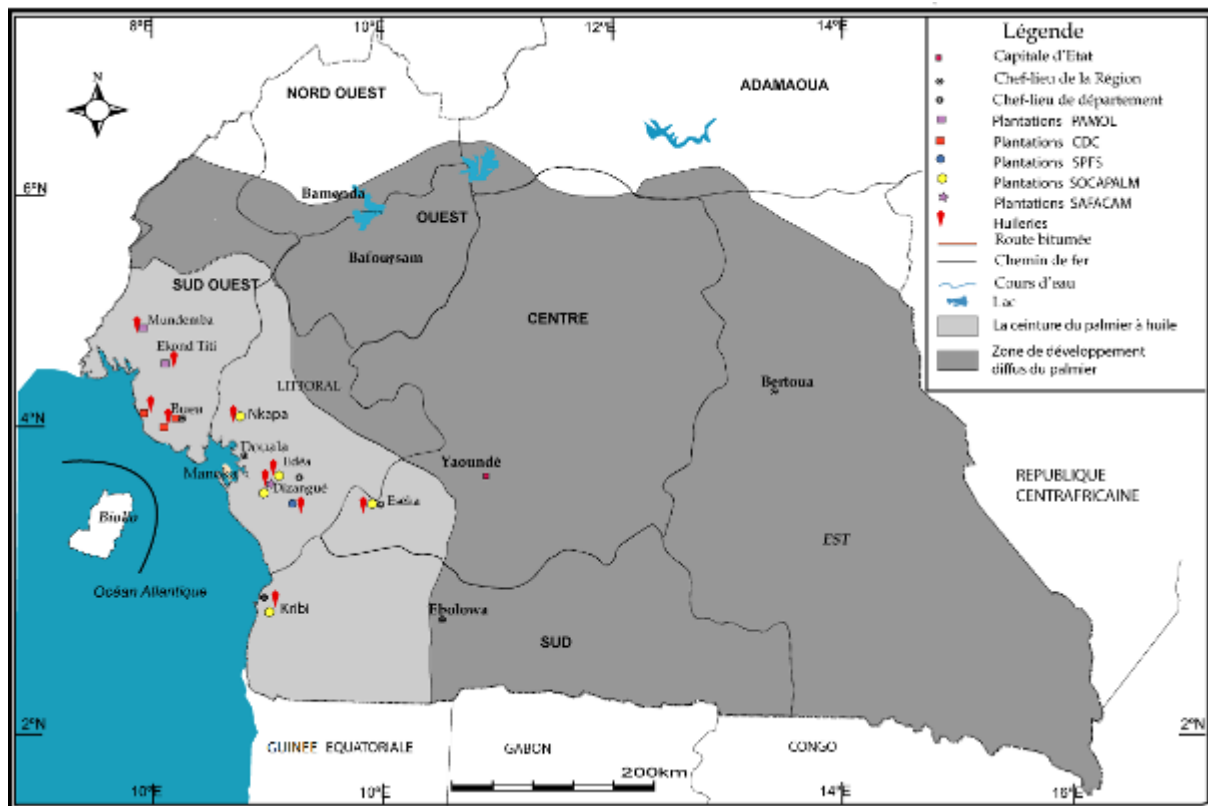 8°E
10°E
12°E
14°E
N
NORD OUEST
ADAMAOUA
6°N
Bamenda
OUEST
Bafoussam
SUD OUEST
CENTRE
Mundemba
Ekond Titi
LITTORAL
Bertoua
Buea
Nkapa
4°N
Douala
Manoka
Edéa
Yaoundé
Dizangué
Eséka
REPUBLIQUE
CENTRAFRICAINE
Océan Atlantique
EST
Kribi
Ebolowa
SUD
2°N
2°N
GUINEE EQUATORIALE
GABON
CONGO
200km
10°E
10°E
14°E
16°E
Légende
Capitale d'Etat
Chef-lieu de la Région
Chef-lieu de département
Plantations PAMOL
Plantations CDC
Plantations SPFS
Plantations SOCAPALM
Plantations SAFACAM
Huileries
Route bitumée
Chemin de fer
Cours d'eau
Lac
La ceinture du palmier à huile
Zone de développement
diffus du palmier